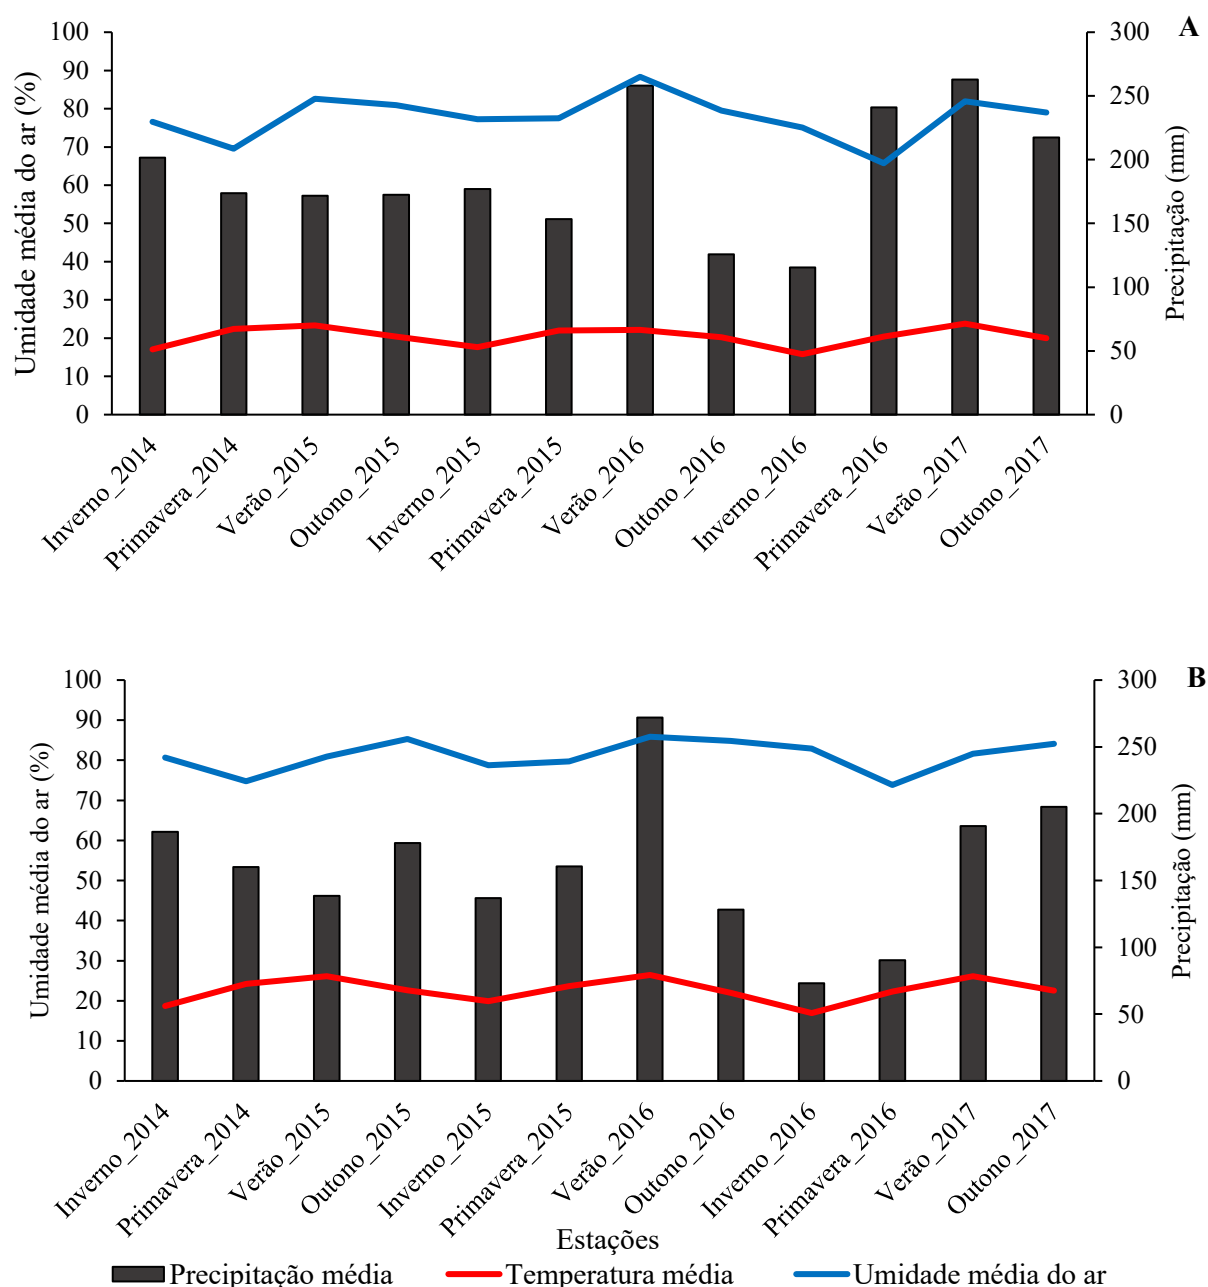 A
Umidade média do ar (%)
100
90
80
70
60
50
40
30
20
10
0
300
250
200
150
100
50
0
Precipitação (mm)
Inverno_2014
Primavera_2014
Verão_2015
Outono_2015
Inverno_2015
Primavera_2015
Verão_2016
Outono_2016
Inverno_2016
Primavera_2016
Verão_2017
Outono_2017
B
Umidade média do ar (%)
100
90
80
70
60
50
40
30
20
10
0
300
250
200
150
100
50
0
Precipitação (mm)
Inverno_2014
Primavera_2014
Verão_2015
Outono_2015
Inverno_2015
Primavera_2015
Verão_2016
Outono_2016
Inverno_2016
Primavera_2016
Verão_2017
Outono_2017
Estações
Precipitação média
Temperatura média
Umidade média do ar